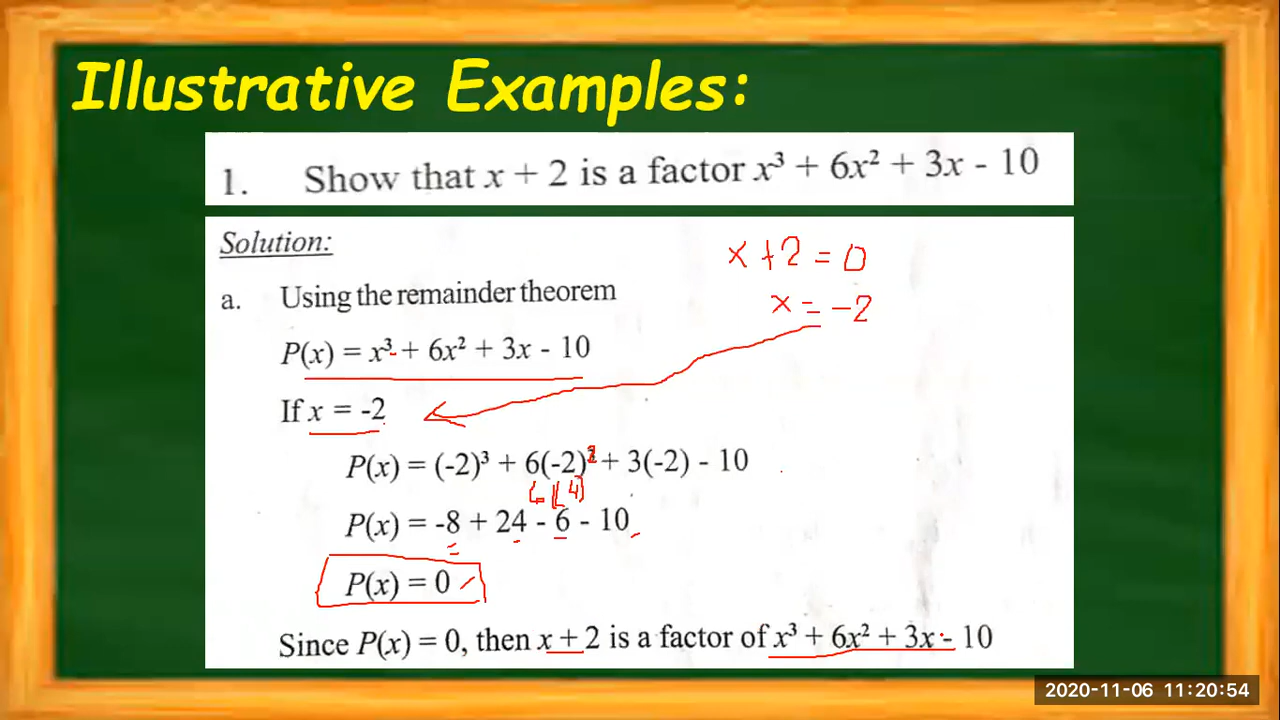 Illustrative Examples:
1. Show that x + 2 is a factor x³ + 6x² + 3x - 10
Solution:
x + 2 = 0
a. Using the remainder theorem
x = -2
P(x) = x³ + 6x² + 3x - 10
If x = -2
P(x) = (-2)³ + 6(-2)² + 3(-2) - 10
6(4)
P(x) = -8 + 24 - 6 - 10
P(x) = 0
Since P(x) = 0, then x + 2 is a factor of x³ + 6x² + 3x - 10
2020-11-06 11:20:54